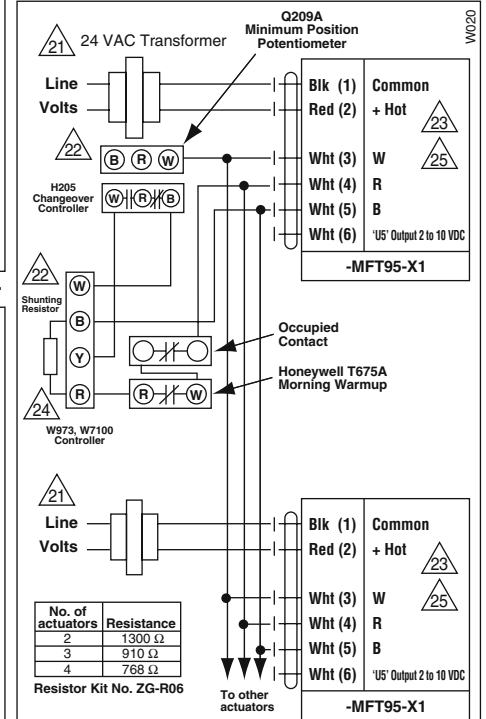 W020
Q209A
Minimum Position
Potentiometer
21 24 VAC Transformer
Line
Volts
Blk (1) Common
Red (2) + Hot
23
22
B R W
Wht (3) W
25
Wht (4) R
H205
Changeover
Controller
W R B
Wht (5) B
Wht (6) 'U5' Output 2 to 10 VDC
-MFT95-X1
22
Shunting
Resistor
W
B
Y
R
Occupied
Contact
R W
Honeywell T675A
Morning Warmup
24
W973, W7100
Controller
21
Line
Volts
Blk (1) Common
Red (2) + Hot
23
Wht (3) W
25
Wht (4) R
Wht (5) B
Wht (6) 'U5' Output 2 to 10 VDC
-MFT95-X1
No. of
actuators Resistance
2 1300 Ω
3 910 Ω
4 768 Ω
Resistor Kit No. ZG-R06
To other
actuators